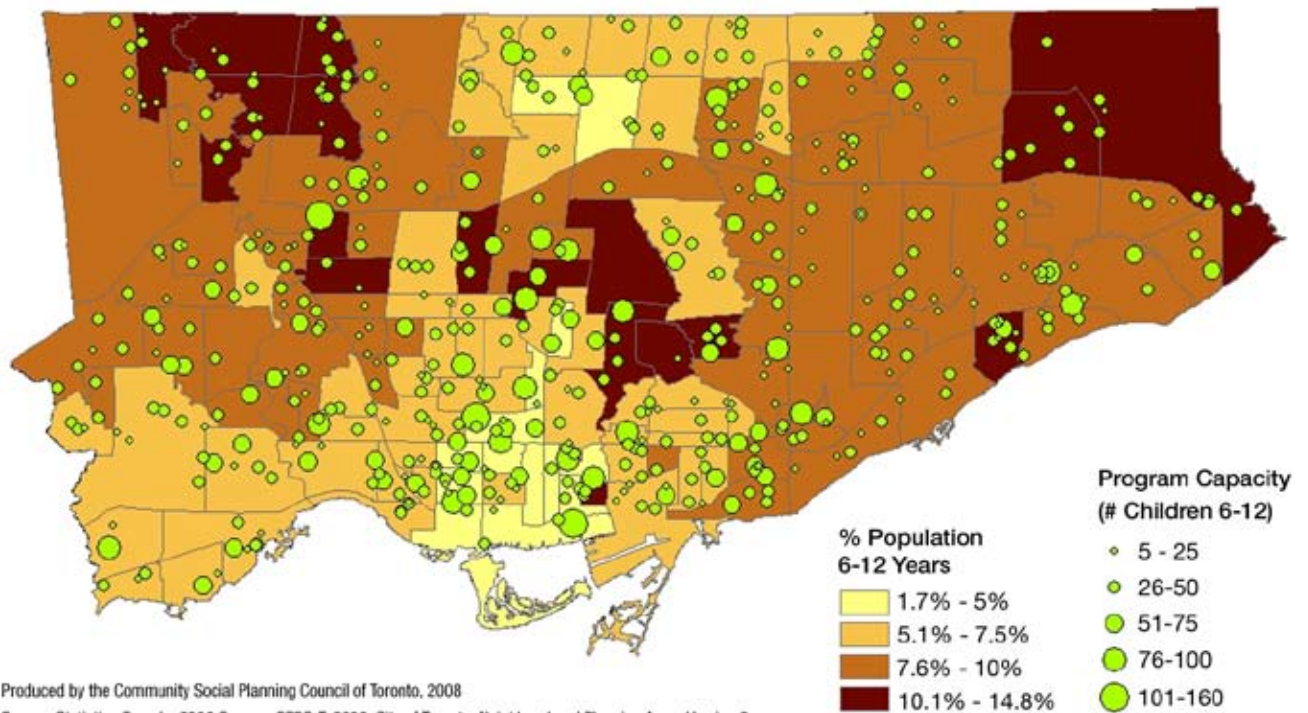 % Population
6-12 Years
1.7% - 5%
5.1% - 7.5%
7.6% - 10%
10.1% - 14.8%
Program Capacity
(# Children 6-12)
5 - 25
26-50
51-75
76-100
101-160
Produced by the Community Social Planning Council of Toronto, 2008